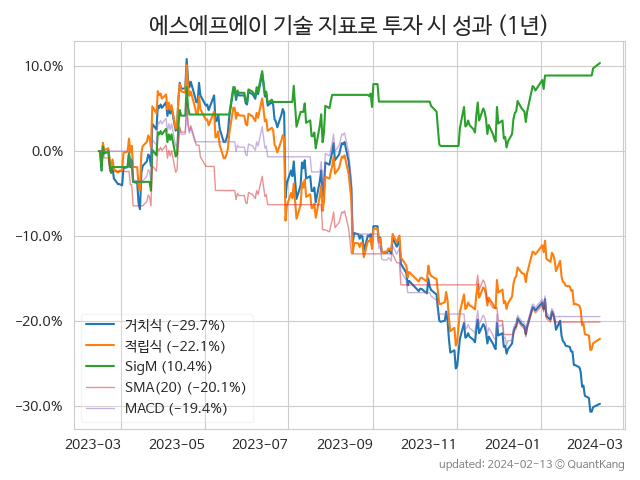 에스에프에이 기술 지표로 투자 시 성과 (1년)
10.0%
0.0%
−10.0%
−20.0%
−30.0%
거치식 (−29.7%)
적립식 (−22.1%)
SigM (10.4%)
SMA(20) (−20.1%)
MACD (−19.4%)
2023-03
2023-05
2023-07
2023-09
2023-11
2024-01
2024-03
updated: 2024-02-13 © QuantKang